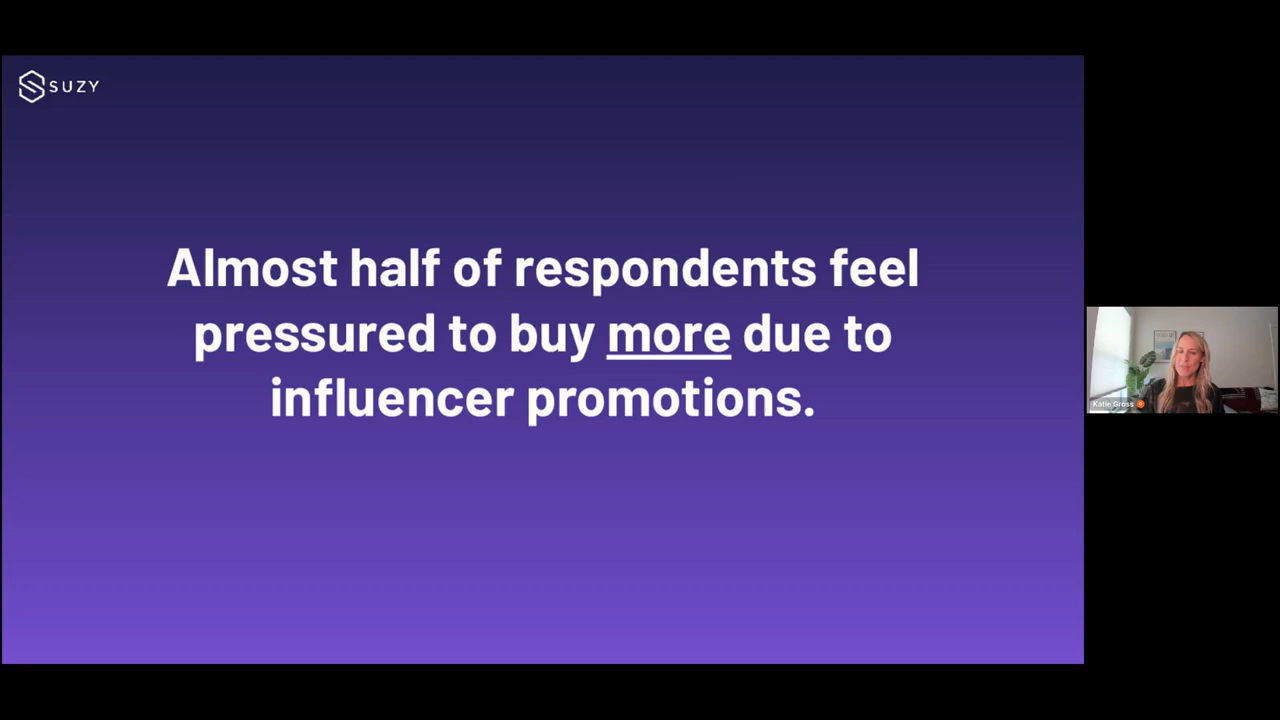 SUZY
Almost half of respondents feel
pressured to buy more due to
influencer promotions.
Katie Gross